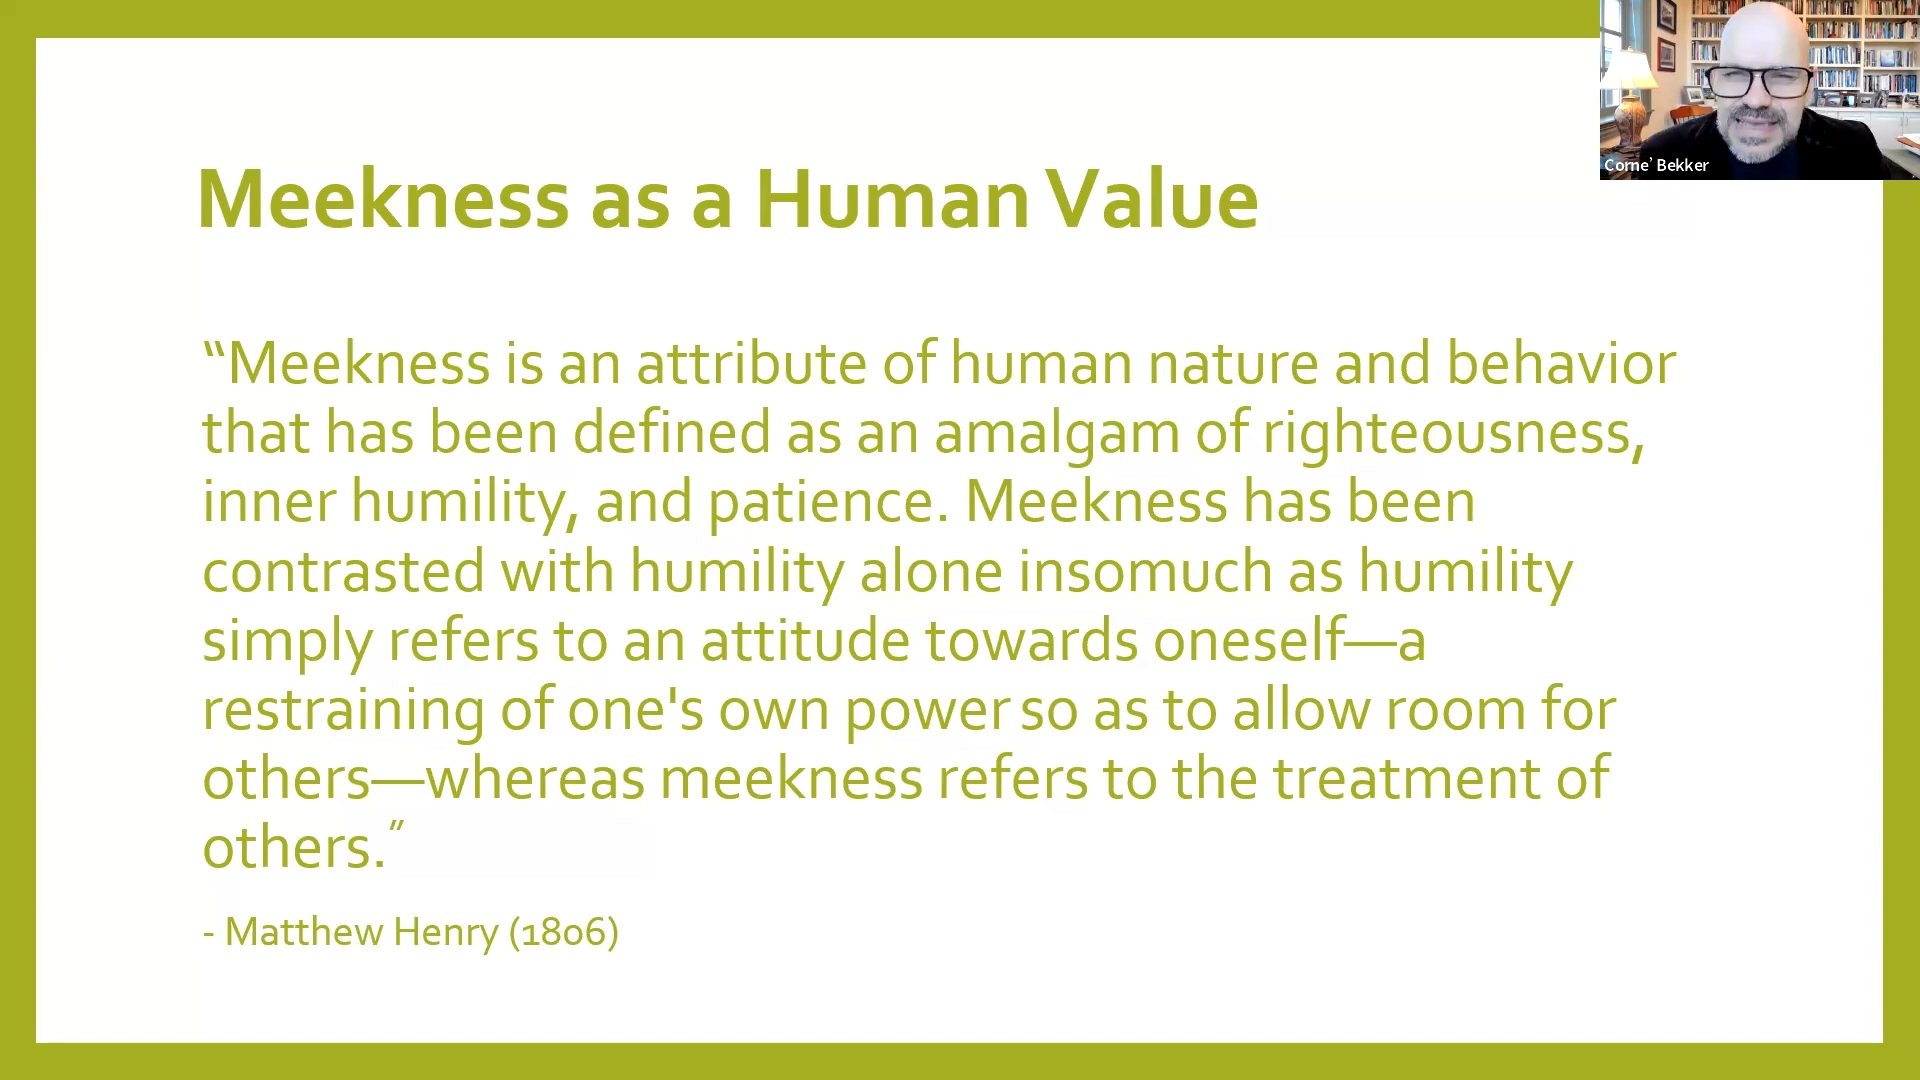 Corne’ Bekker
Meekness as a Human Value
“Meekness is an attribute of human nature and behavior
that has been defined as an amalgam of righteousness,
inner humility, and patience. Meekness has been
contrasted with humility alone insomuch as humility
simply refers to an attitude towards oneself—a
restraining of one's own power so as to allow room for
others—whereas meekness refers to the treatment of
others.”
- Matthew Henry (1806)